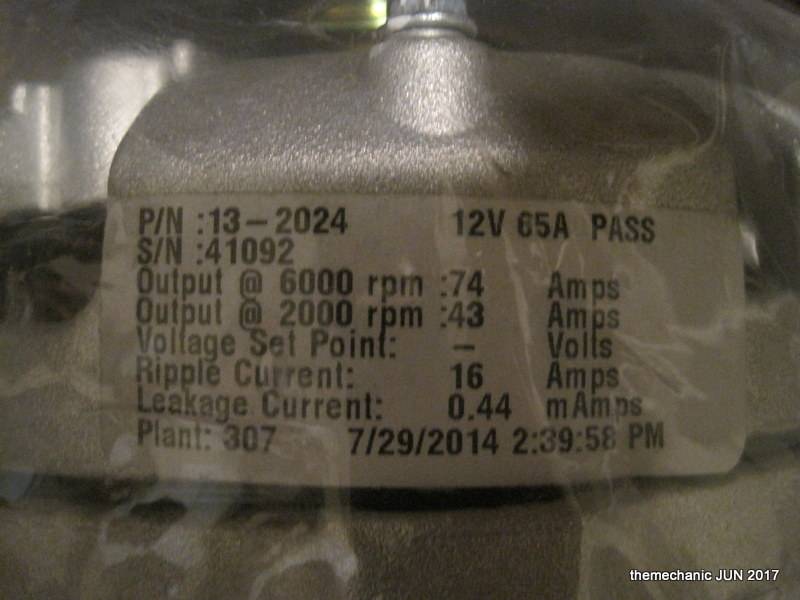 P/N :13-2024 12V 65A PASS
S/N :41092
Output @ 6000 rpm :74 Amps
Output @ 2000 rpm :43 Amps
Voltage Set Point: - Volts
Ripple Current: 16 Amps
Leakage Current: 0.44 mAmps
Plant: 307 7/29/2014 2:39:58 PM
themechanic JUN 2017